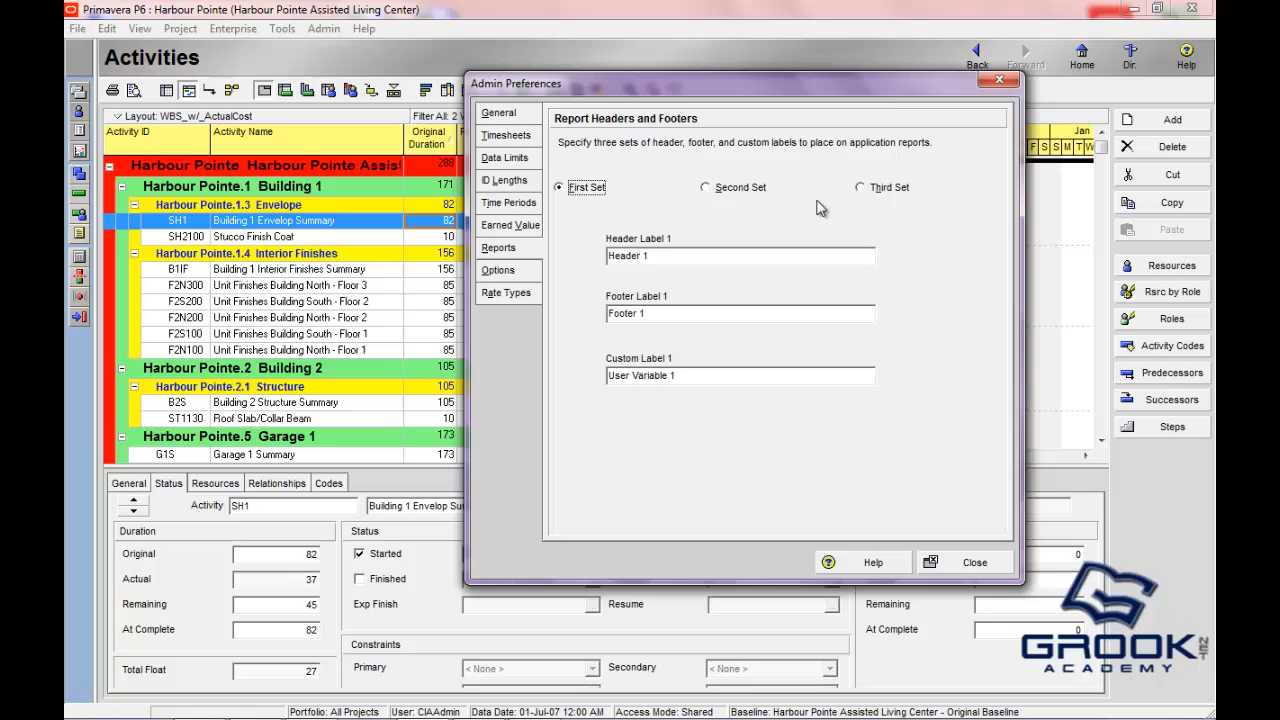 Primavera P6 : Harbour Pointe (Harbour Pointe Assisted Living Center)
File Edit View Project Enterprise Tools Admin Help
Activities
Back Forward Home Dir. Help
Layout: WBS_w/_ActualCost Filter All: 2
Activity ID Activity Name Original Duration
Jan
F S S M T W
Harbour Pointe Harbour Pointe Assis 288
Harbour Pointe.1 Building 1 171
Harbour Pointe.1.3 Envelope 82
SH1 Building 1 Envelop Summary 82
SH2100 Stucco Finish Coat 10
Harbour Pointe.1.4 Interior Finishes 156
B1IF Building 1 Interior Finishes Summary 156
F2N300 Unit Finishes Building North - Floor 3 85
F2S200 Unit Finishes Building South - Floor 2 85
F2N200 Unit Finishes Building North - Floor 2 85
F2S100 Unit Finishes Building South - Floor 1 85
F2N100 Unit Finishes Building North - Floor 1 85
Harbour Pointe.2 Building 2 105
Harbour Pointe.2.1 Structure 105
B2S Building 2 Structure Summary 105
ST1130 Roof Slab/Collar Beam 10
Harbour Pointe.5 Garage 1 173
G1S Garage 1 Summary 173
Admin Preferences
General
Timesheets
Data Limits
ID Lengths
Time Periods
Earned Value
Reports
Options
Rate Types
Report Headers and Footers
Specify three sets of header, footer, and custom labels to place on application reports.
First Set Second Set Third Set
Header Label 1
Header 1
Footer Label 1
Footer 1
Custom Label 1
User Variable 1
Help Close
Add
Delete
Cut
Copy
Paste
Resources
Rsrc by Role
Roles
Activity Codes
Predecessors
Successors
Steps
General Status Resources Relationships Codes
Activity SH1 Building 1 Envelop Su
Duration
Original 82
Actual 37
Remaining 45
At Complete 82
Total Float 27
Status
Started
Finished
Exp Finish Resume
Constraints
Primary < None > Secondary < None >
0
Remaining
At Complete 0
GROOK.NET
ACADEMY
Portfolio: All Projects User: CIAAdmin Data Date: 01-Jul-07 12:00 AM Access Mode: Shared Baseline: Harbour Pointe Assisted Living Center - Original Baseline